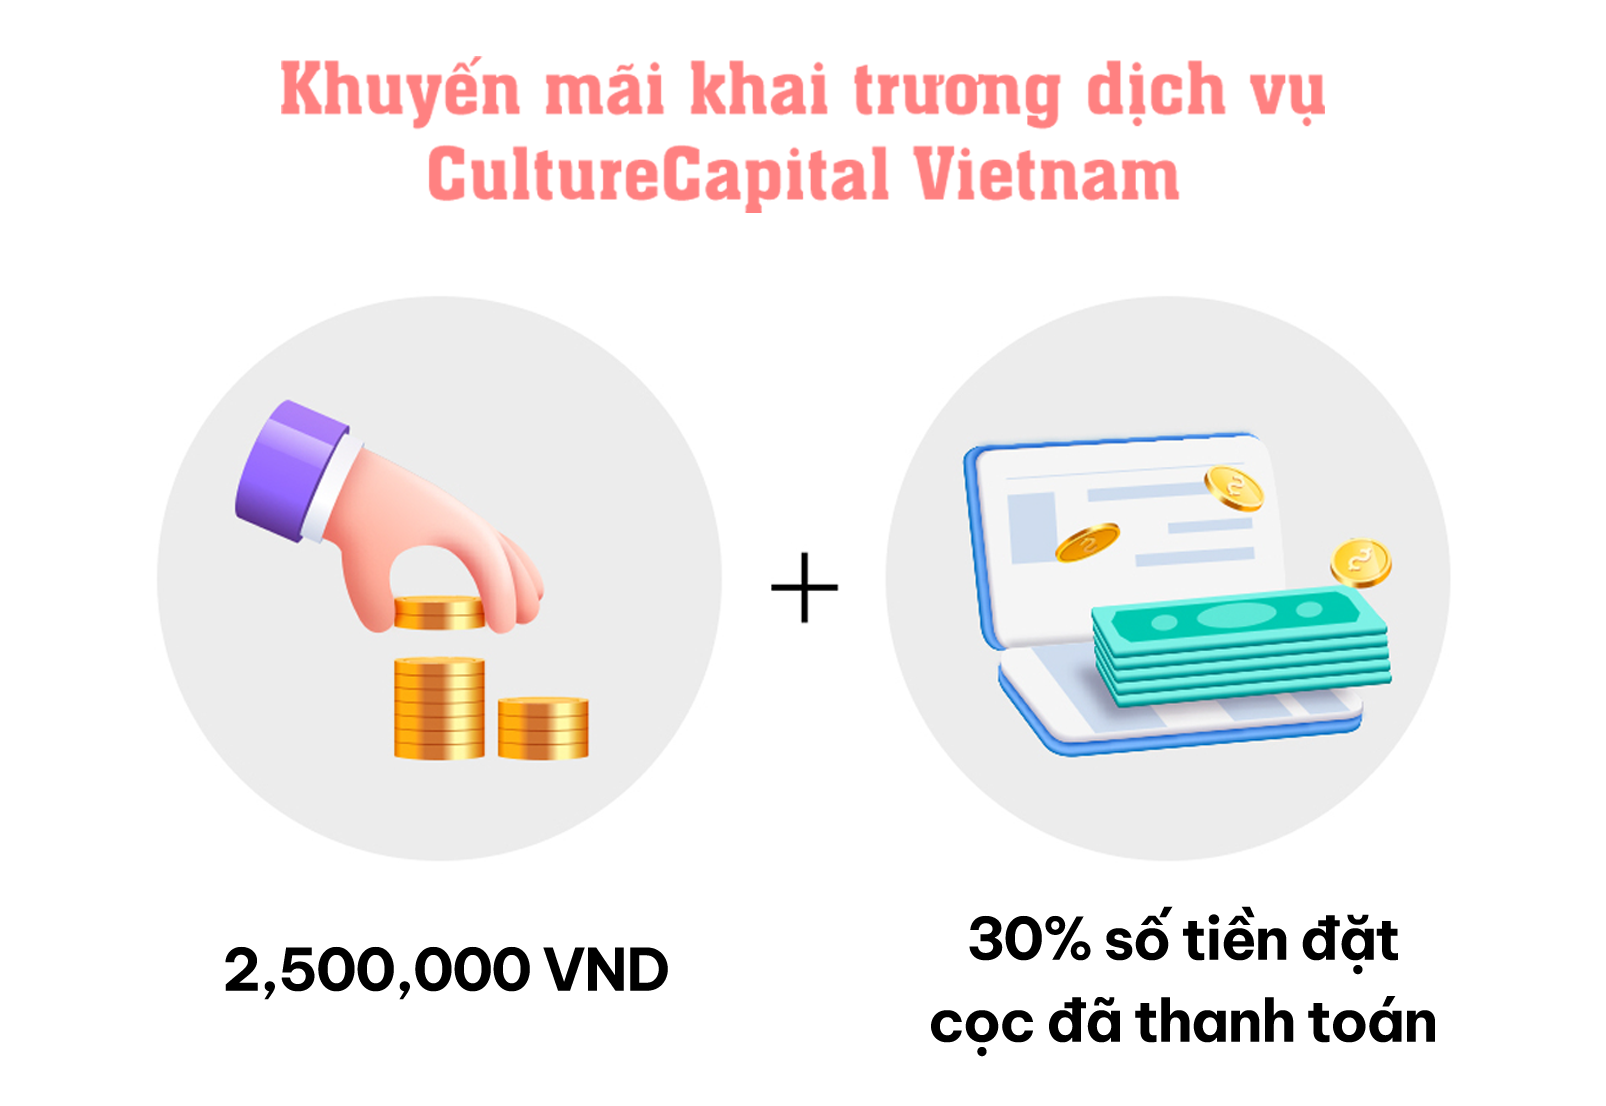 Khuyến mãi khai trương dịch vụ
CultureCapital Vietnam
2,500,000 VND
+
30% số tiền đặt
cọc đã thanh toán